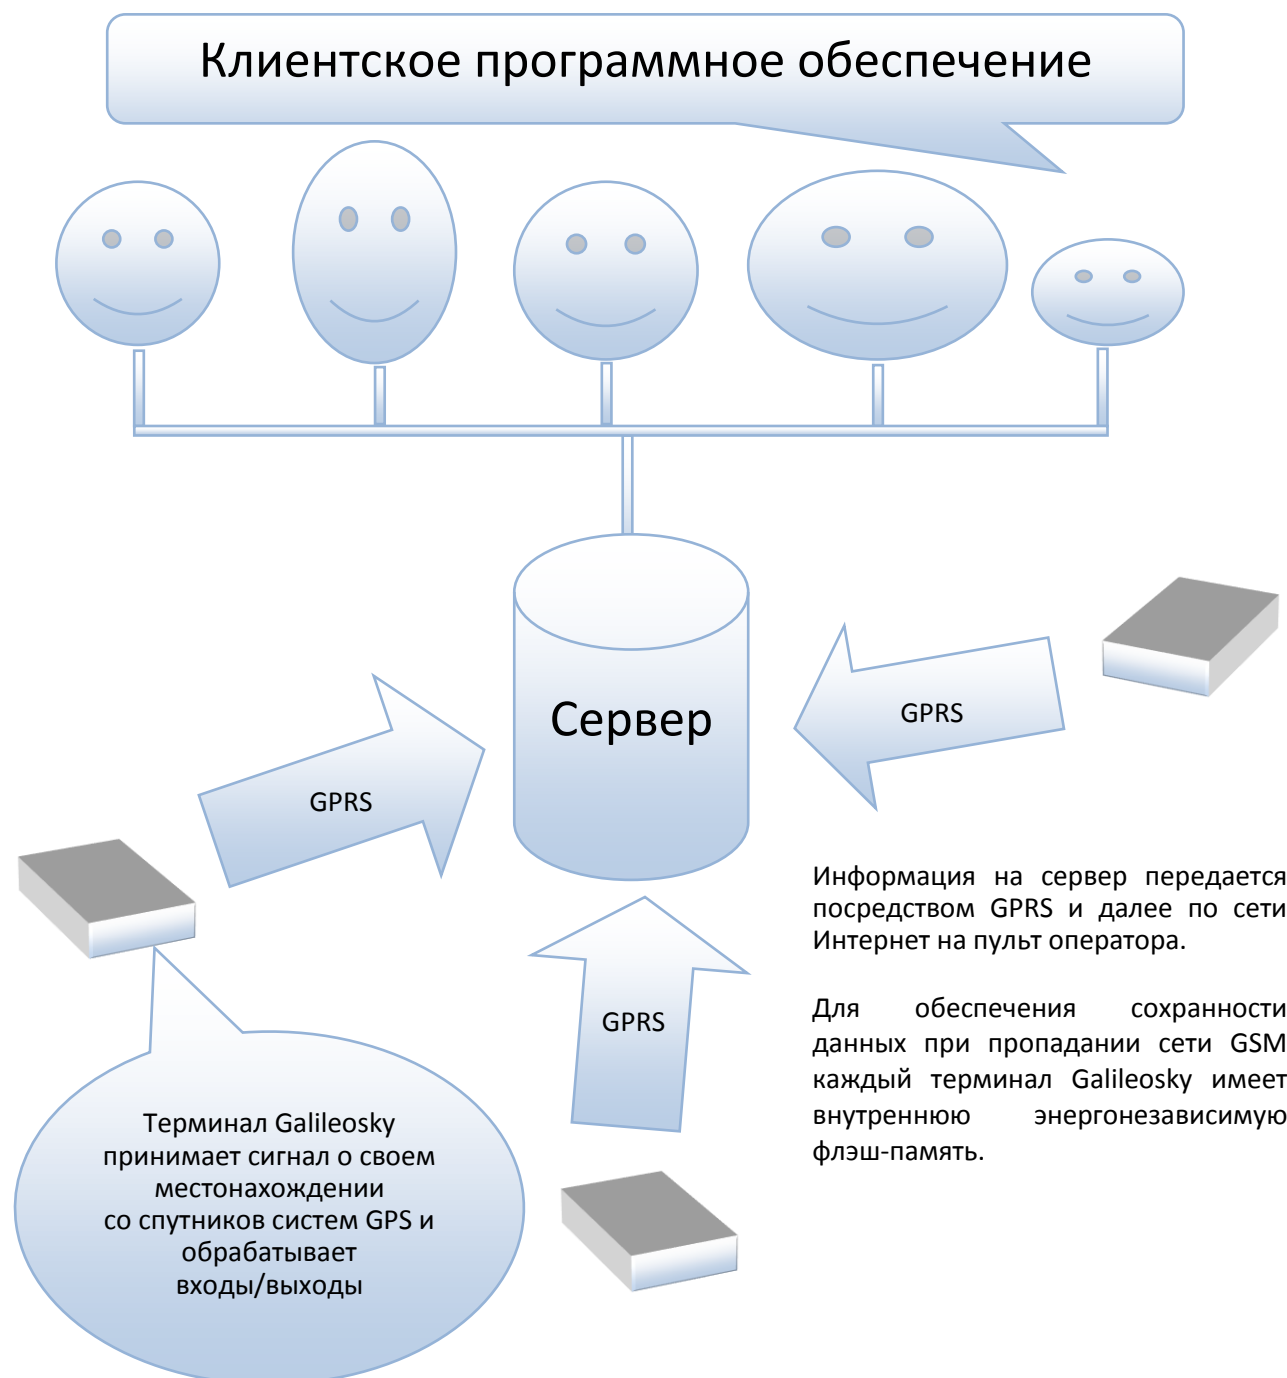 Клиентское программное обеспечение
Сервер
GPRS
GPRS
GPRS
Информация на сервер передается
посредством GPRS и далее по сети
Интернет на пульт оператора.
Для обеспечения сохранности
данных при пропадании сети GSM
каждый терминал Galileosky имеет
внутреннюю энергонезависимую
флэш-память.
Терминал Galileosky
принимает сигнал о своем
местонахождении
со спутников систем GPS и
обрабатывает
входы/выходы